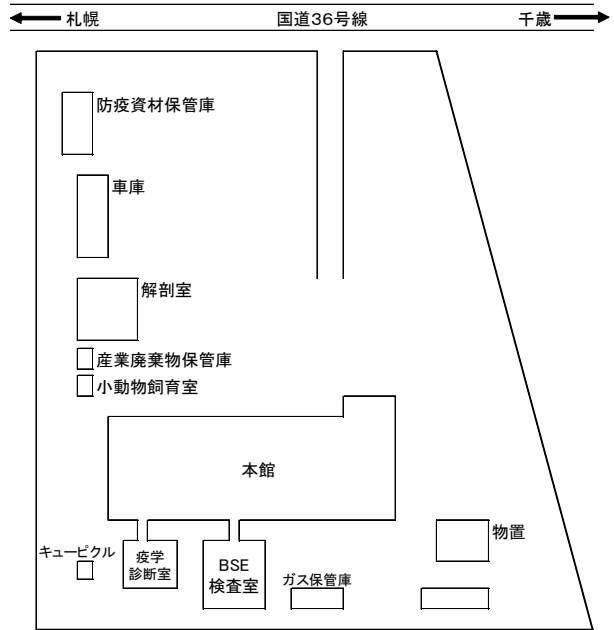 札幌 国道36号線 千歳
防疫資材保管庫
車庫
解剖室
産業廃棄物保管庫
小動物飼育室
本館
物置
キュービクル
疫学
診断室
BSE
検査室
ガス保管庫